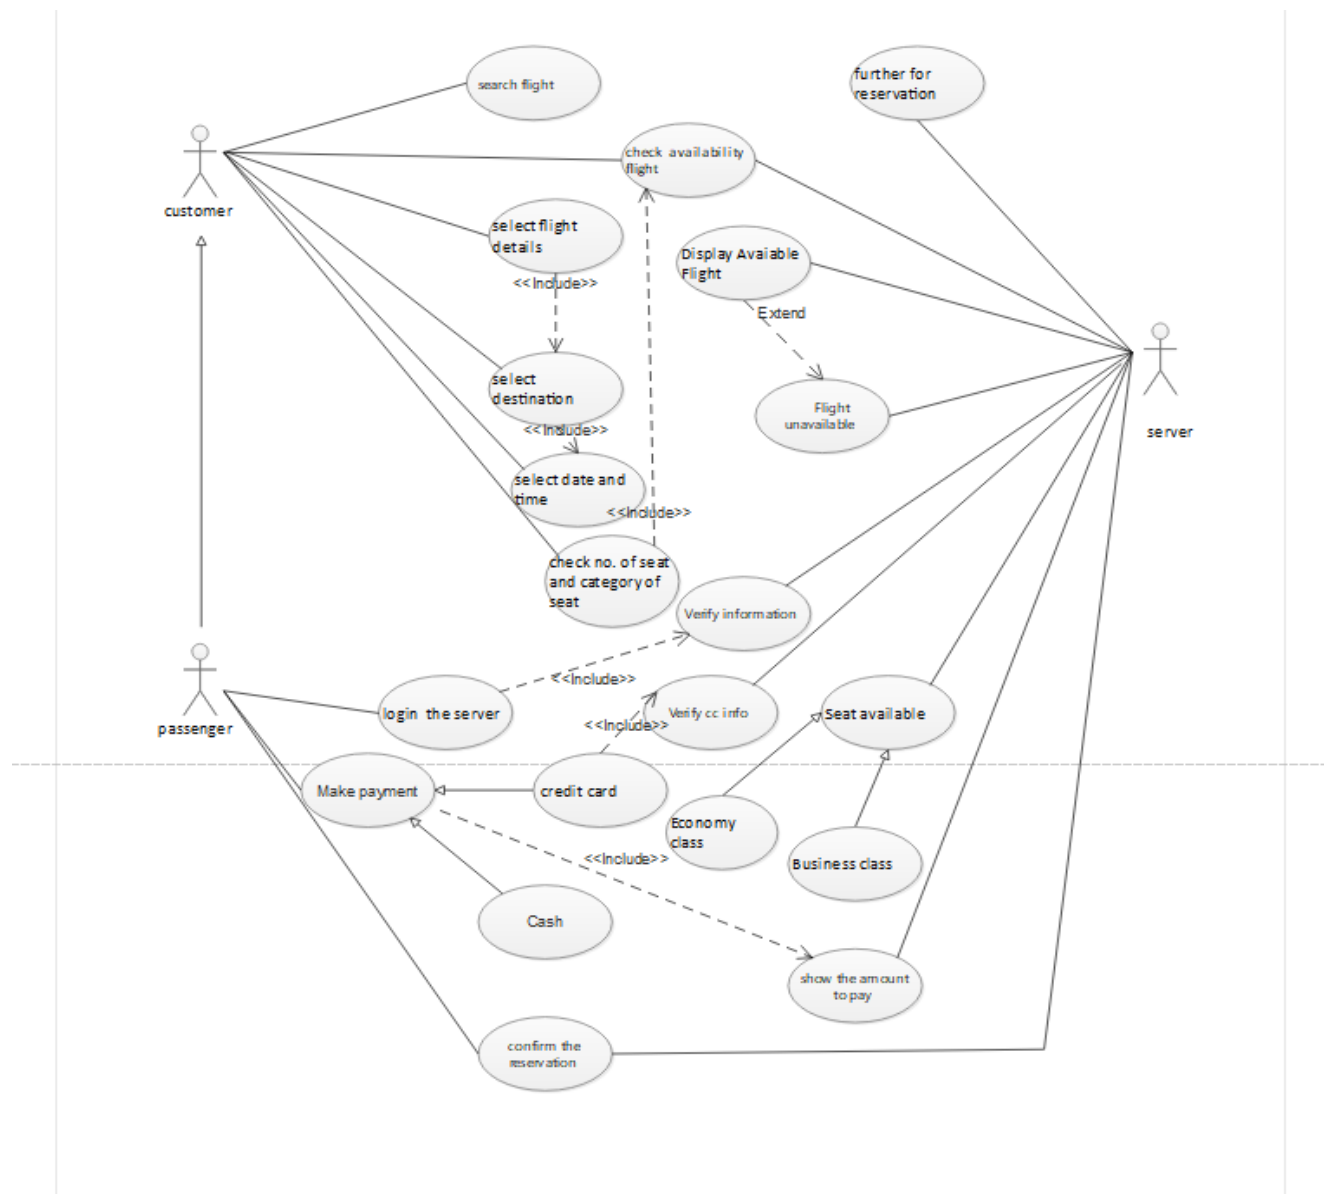 search flight
further for
reservation
check availability
flight
customer
select flight
details
<<Include>>
Display Avaiable
Flight
Extend
select
destination
<<Include>>
Flight
unavailable
server
select date and
time
<<Include>>
check no. of seat
and category of
seat
Verify information
<<Include>>
passenger
login the server
Verify cc info
<<Include>>
Seat available
Make payment
credit card
Economy
class
<<Include>>
Business class
Cash
show the amount
to pay
confirm the
reservation